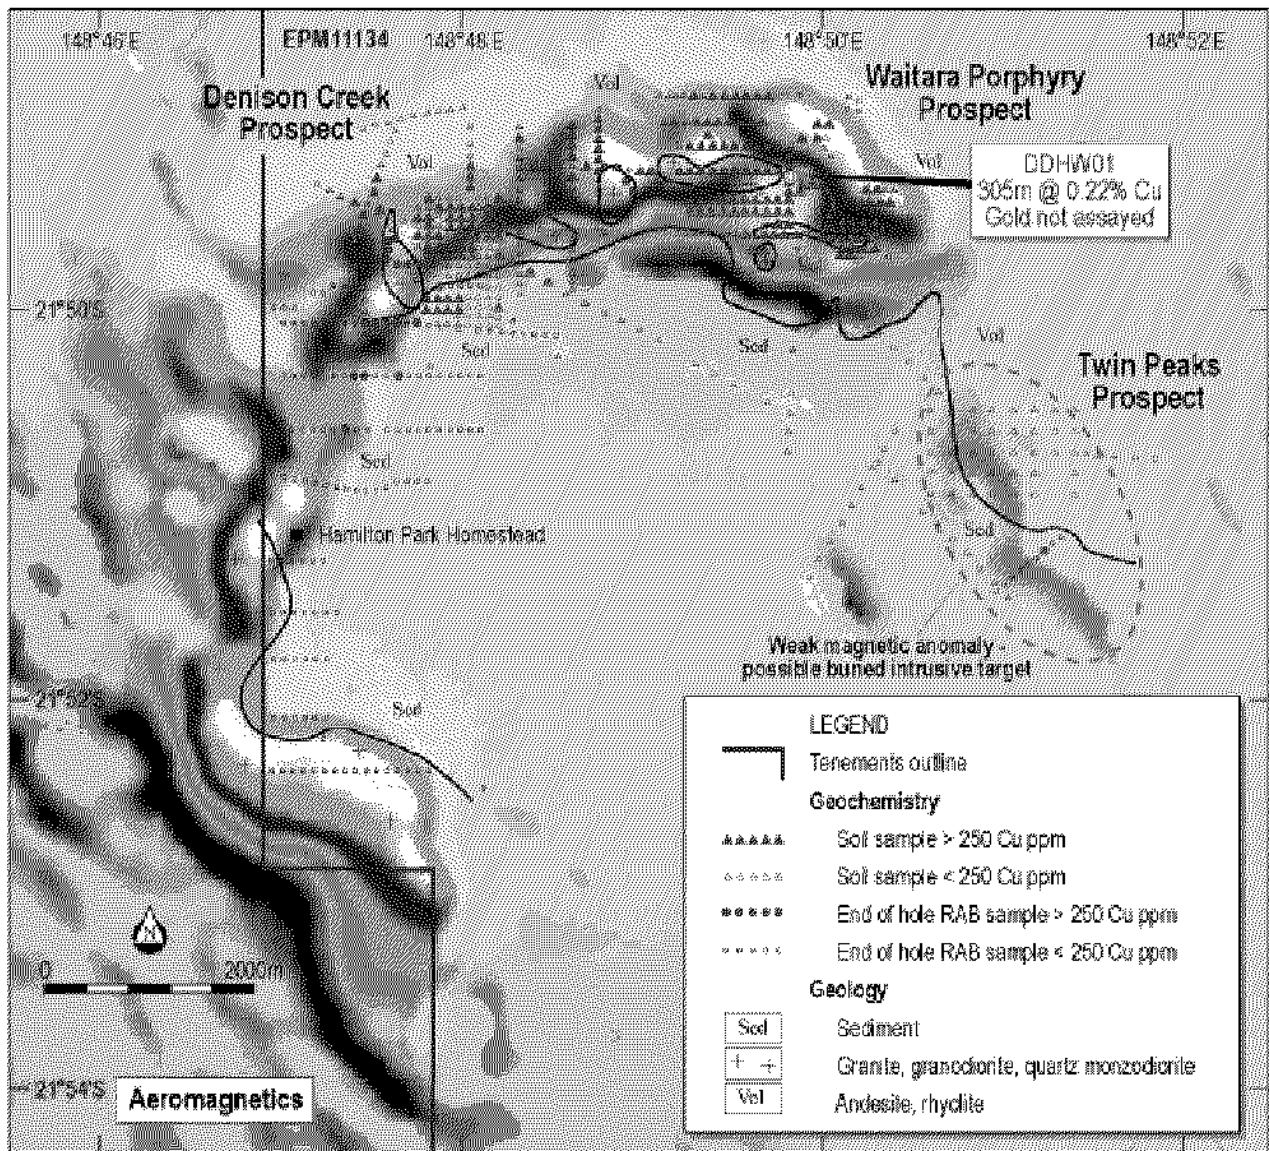 148°46'E
EPM11134
148°48'E
148°50'E
148°52'E
Denison Creek
Prospect
Waitara Porphyry
Prospect
Vol
Vol
Vol
DDHW01
305m @ 0.22% Cu
Gold not assayed
21°50'S
Sed
Sed
Vol
Twin Peaks
Prospect
Sed
Hamilton Park Homestead
Sed
Weak magnetic anomaly -
possible buried intrusive target
21°52'S
Sed
LEGEND
Tenements outline
Geochemistry
Soil sample > 250 Cu ppm
Soil sample < 250 Cu ppm
End of hole RAB sample > 250 Cu ppm
End of hole RAB sample < 250 Cu ppm
Geology
Sed Sediment
Granite, granodiorite, quartz monzodiorite
Vol Andesite, rhyolite
N
0 2000m
21°54'S
Aeromagnetics